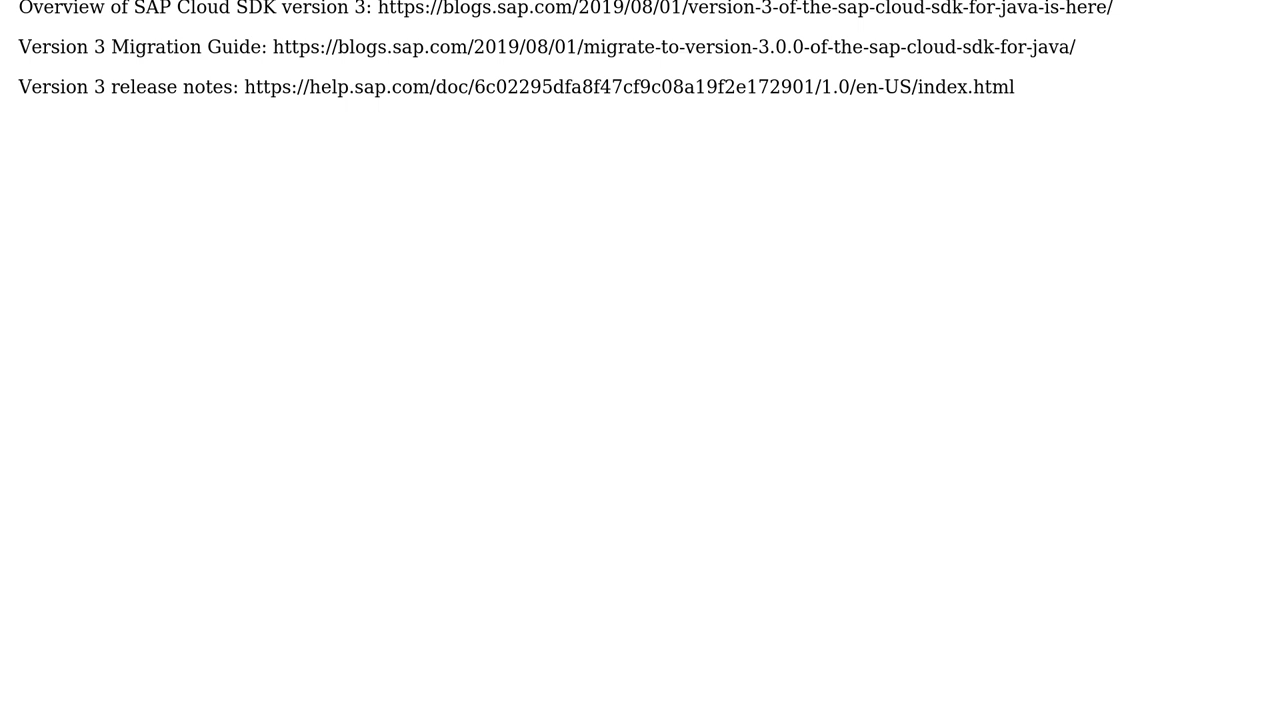 Overview of SAP Cloud SDK version 3: https://blogs.sap.com/2019/08/01/version-3-of-the-sap-cloud-sdk-for-java-is-here/
Version 3 Migration Guide: https://blogs.sap.com/2019/08/01/migrate-to-version-3.0.0-of-the-sap-cloud-sdk-for-java/
Version 3 release notes: https://help.sap.com/doc/6c02295dfa8f47cf9c08a19f2e172901/1.0/en-US/index.html